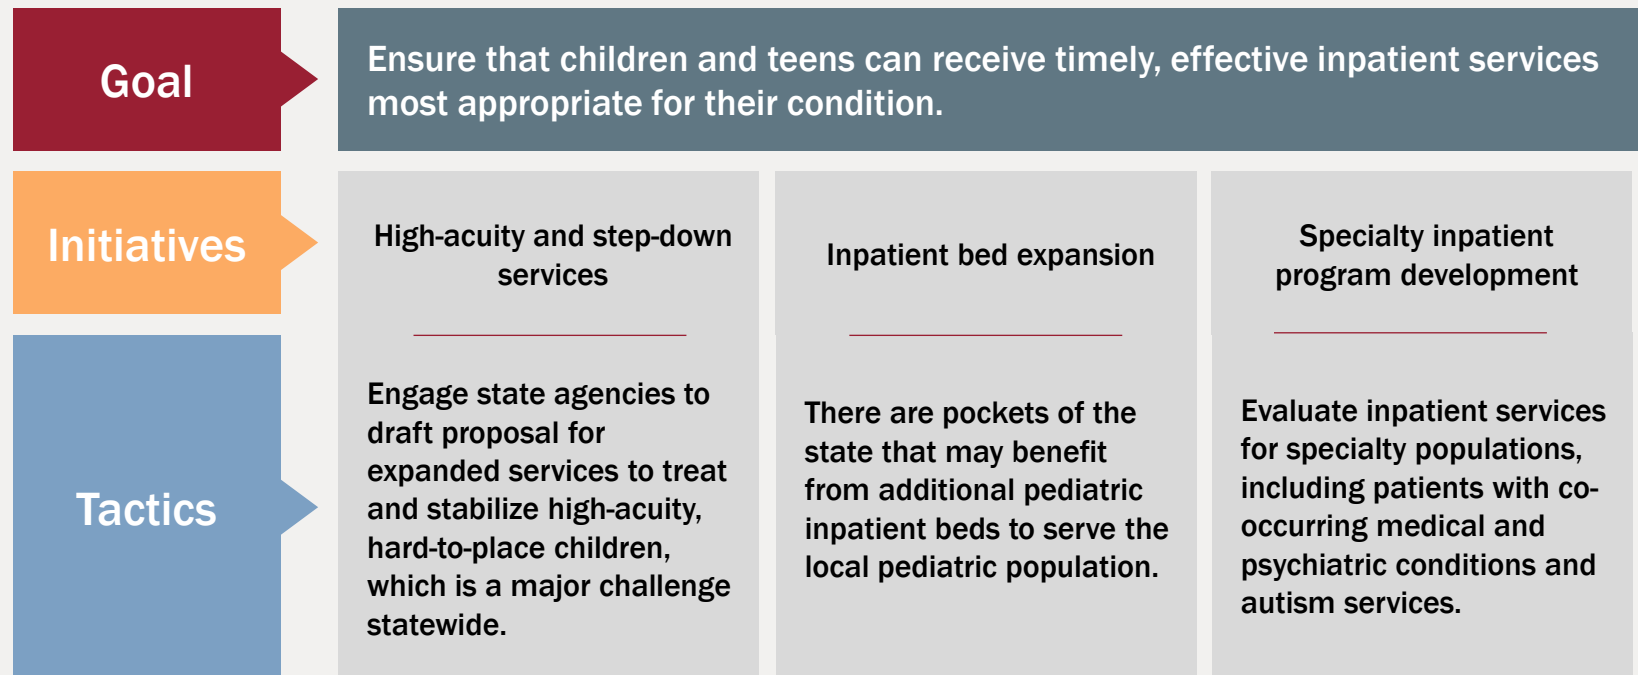 Goal
Ensure that children and teens can receive timely, effective inpatient services
most appropriate for their condition.
Initiatives
High-acuity and step-down
services
Inpatient bed expansion
Specialty inpatient
program development
Tactics
Engage state agencies to
draft proposal for
expanded services to treat
and stabilize high-acuity,
hard-to-place children,
which is a major challenge
statewide.
There are pockets of the
state that may benefit
from additional pediatric
inpatient beds to serve the
local pediatric population.
Evaluate inpatient services
for specialty populations,
including patients with co-
occurring medical and
psychiatric conditions and
autism services.